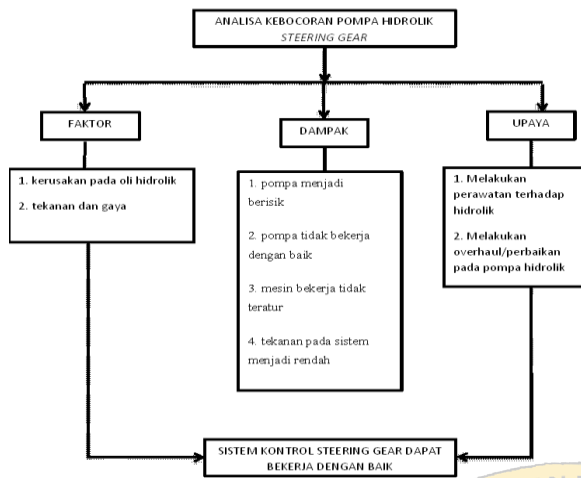 ANALISA KEBOCORAN POMPA HIDROLIK
STEERING GEAR
FAKTOR
DAMPAK
UPAYA
1. kerusakan pada oli hidrolik
2. tekanan dan gaya
1. pompa menjadi
berisik
2. pompa tidak bekerja
dengan baik
3. mesin bekerja tidak
teratur
4. tekanan pada sistem
menjadi rendah
1. Melakukan
perawatan terhadap
hidrolik
2. Melakukan
overhaul/perbaikan
pada pompa hidrolik
SISTEM KONTROL STEERING GEAR DAPAT
BEKERJA DENGAN BAIK